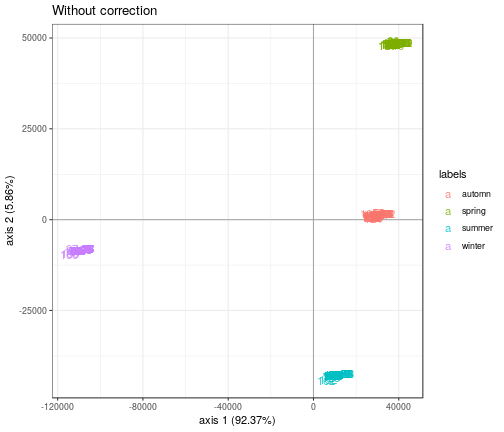 Without correction
50000
25000
0
-25000
-120000
-80000
-40000
0
40000
axis 1 (92.37%)
axis 2 (5.86%)
labels
a automn
a spring
a summer
a winter